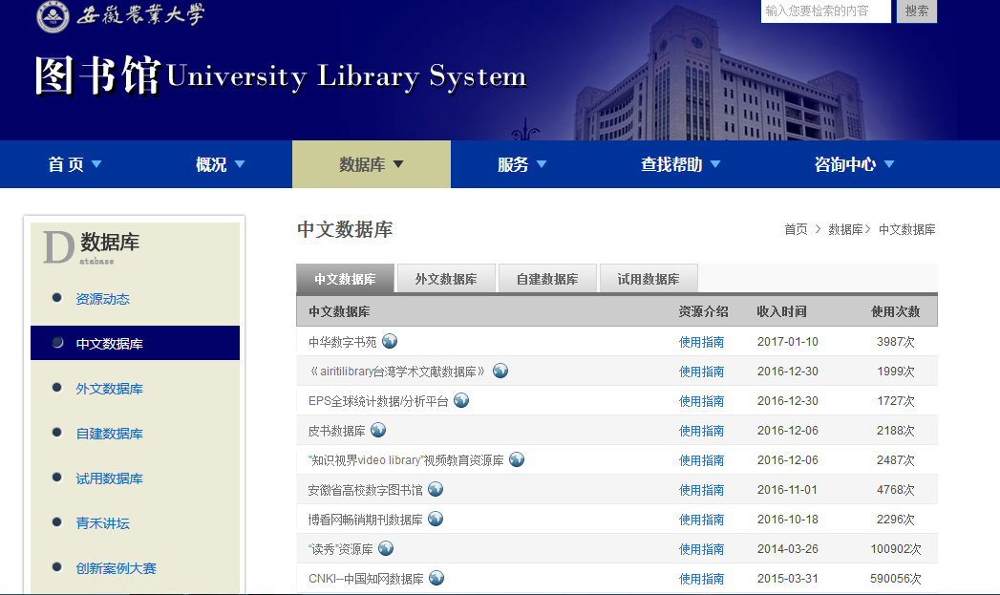 安徽農業大學
输入您要检索的内容
搜索
图书馆 University Library System
首 页 概况 数据库 服务 查找帮助 咨询中心
数据库
Database
资源动态
中文数据库
外文数据库
自建数据库
试用数据库
青禾讲坛
创新案例大赛
中文数据库
首页 > 数据库> 中文数据库
中文数据库 外文数据库 自建数据库 试用数据库
中文数据库 资源介绍 收入时间 使用次数
中华数字书苑 使用指南 2017-01-10 3987次
《airitilibrary台湾学术文献数据库》 使用指南 2016-12-30 1999次
EPS全球统计数据/分析平台 使用指南 2016-12-30 1727次
皮书数据库 使用指南 2016-12-06 2188次
"知识视界video library"视频教育资源库 使用指南 2016-12-06 2487次
安徽省高校数字图书馆 使用指南 2016-11-01 4768次
博看网畅销期刊数据库 使用指南 2016-10-18 2296次
“读秀”资源库 使用指南 2014-03-26 100902次
CNKI--中国知网数据库 使用指南 2015-03-31 590056次